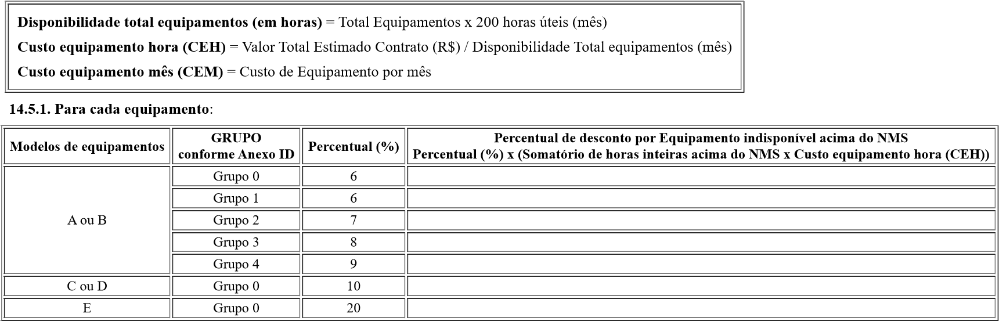 Disponibilidade total equipamentos (em horas) = Total Equipamentos x 200 horas úteis (mês)
Custo equipamento hora (CEH) = Valor Total Estimado Contrato (R$) / Disponibilidade Total equipamentos (mês)
Custo equipamento mês (CEM) = Custo de Equipamento por mês
14.5.1. Para cada equipamento:
Modelos de equipamentos
GRUPO
conforme Anexo ID
Percentual (%)
Percentual de desconto por Equipamento indisponível acima do NMS
Percentual (%) x (Somatório de horas inteiras acima do NMS x Custo equipamento hora (CEH))
A ou B
Grupo 0 6
Grupo 1 6
Grupo 2 7
Grupo 3 8
Grupo 4 9
C ou D Grupo 0 10
E Grupo 0 20